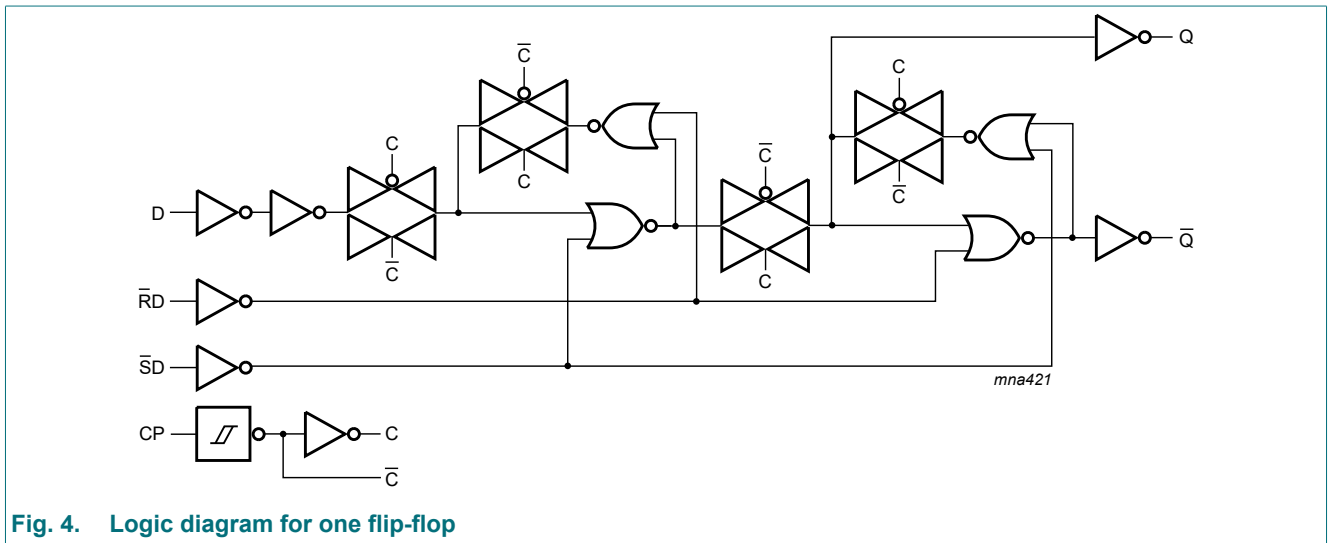 C̅
C
Q
C
C̅
C
C
D
C̅
C̅
Q̅
C
R̅D
S̅D
mna421
CP
C
C̅
Fig. 4. Logic diagram for one flip-flop